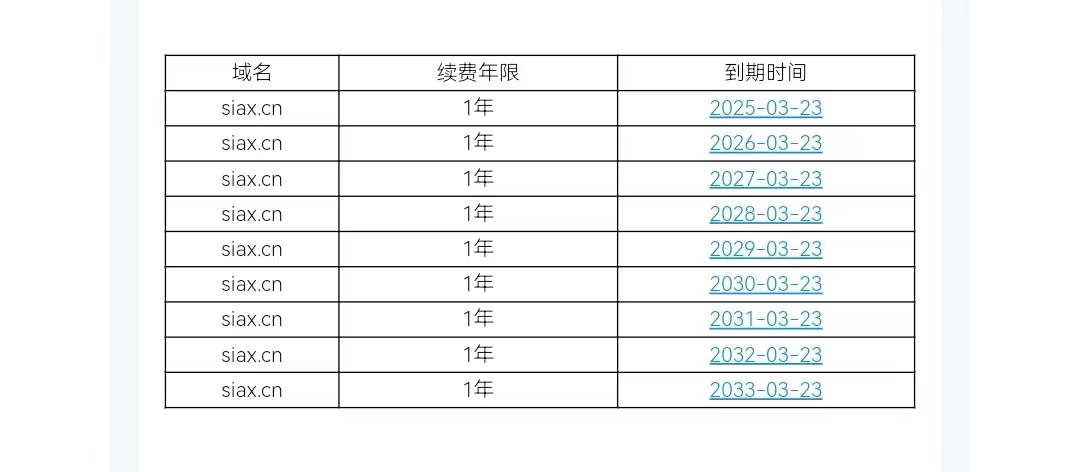 域名 续费年限 到期时间
siax.cn 1年 2025-03-23
siax.cn 1年 2026-03-23
siax.cn 1年 2027-03-23
siax.cn 1年 2028-03-23
siax.cn 1年 2029-03-23
siax.cn 1年 2030-03-23
siax.cn 1年 2031-03-23
siax.cn 1年 2032-03-23
siax.cn 1年 2033-03-23